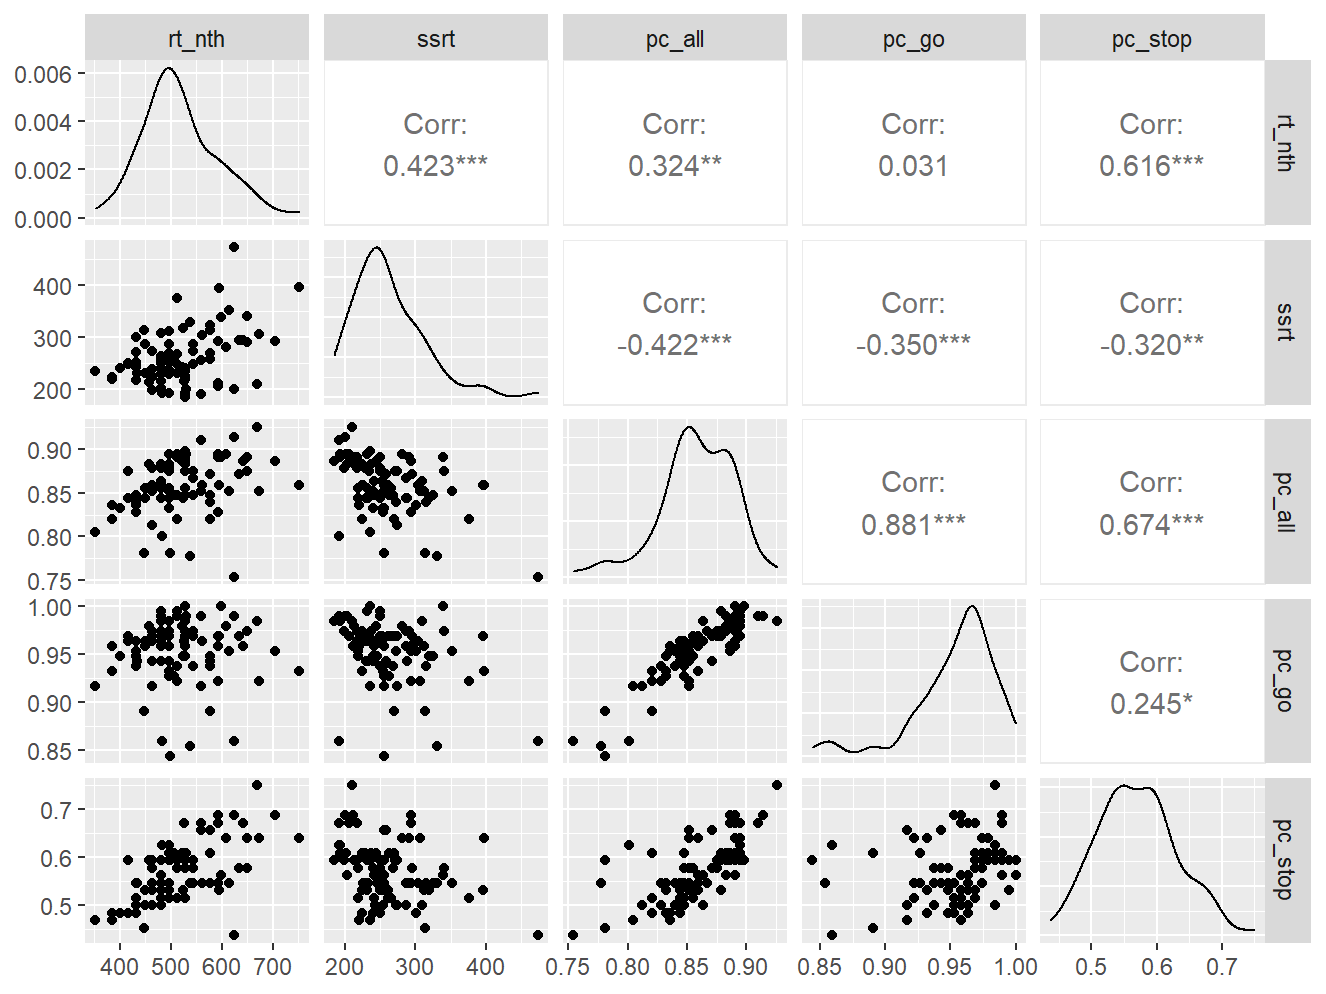 rt_nth
ssrt
pc_all
pc_go
pc_stop
0.006
0.004
0.002
0.000
Corr:
0.423***
Corr:
0.324**
Corr:
0.031
Corr:
0.616***
rt_nth
400
300
200
Corr:
-0.422***
Corr:
-0.350***
Corr:
-0.320**
ssrt
0.90
0.85
0.80
0.75
Corr:
0.881***
Corr:
0.674***
pc_all
1.00
0.95
0.90
0.85
Corr:
0.245*
pc_go
0.7
0.6
0.5
pc_stop
400 500 600 700
200 300 400
0.75 0.80 0.85 0.90
0.85 0.90 0.95 1.00
0.5 0.6 0.7